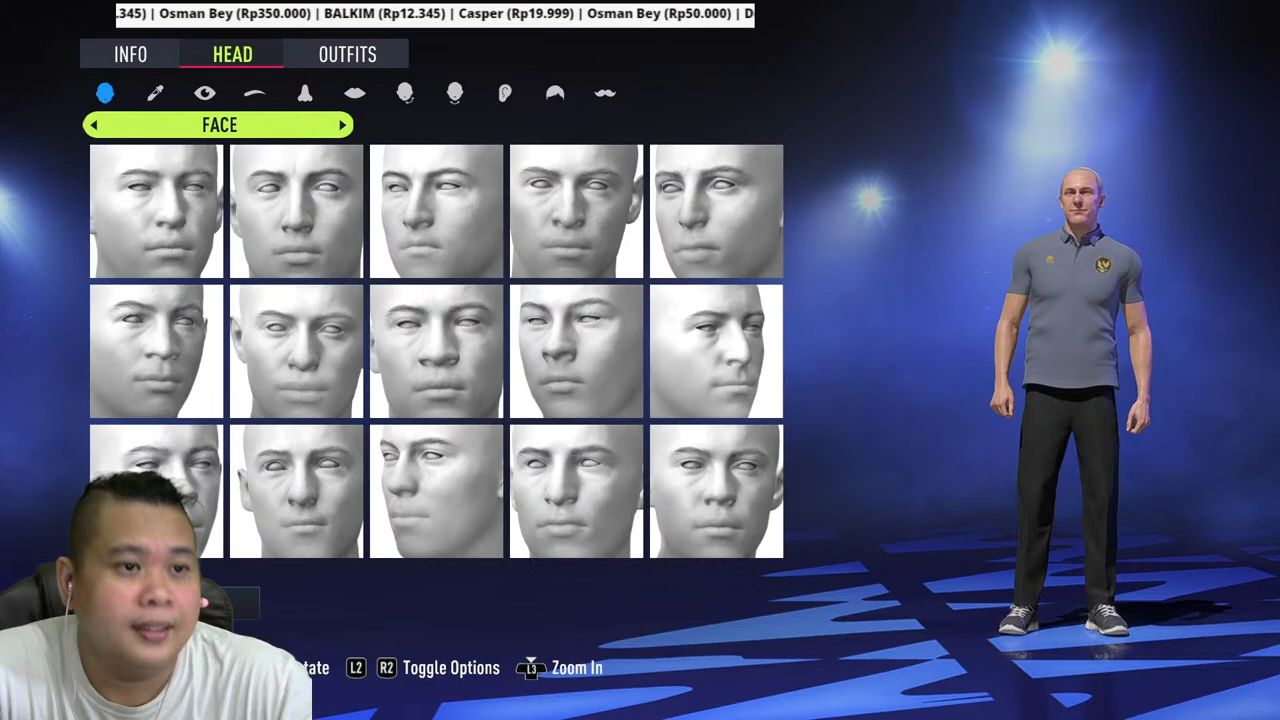 .345) | Osman Bey (Rp350.000) | BALKIM (Rp12.345) | Casper (Rp19.999) | Osman Bey (Rp50.000) | D
INFO HEAD OUTFITS
FACE
tate L2 R2 Toggle Options L3 Zoom In